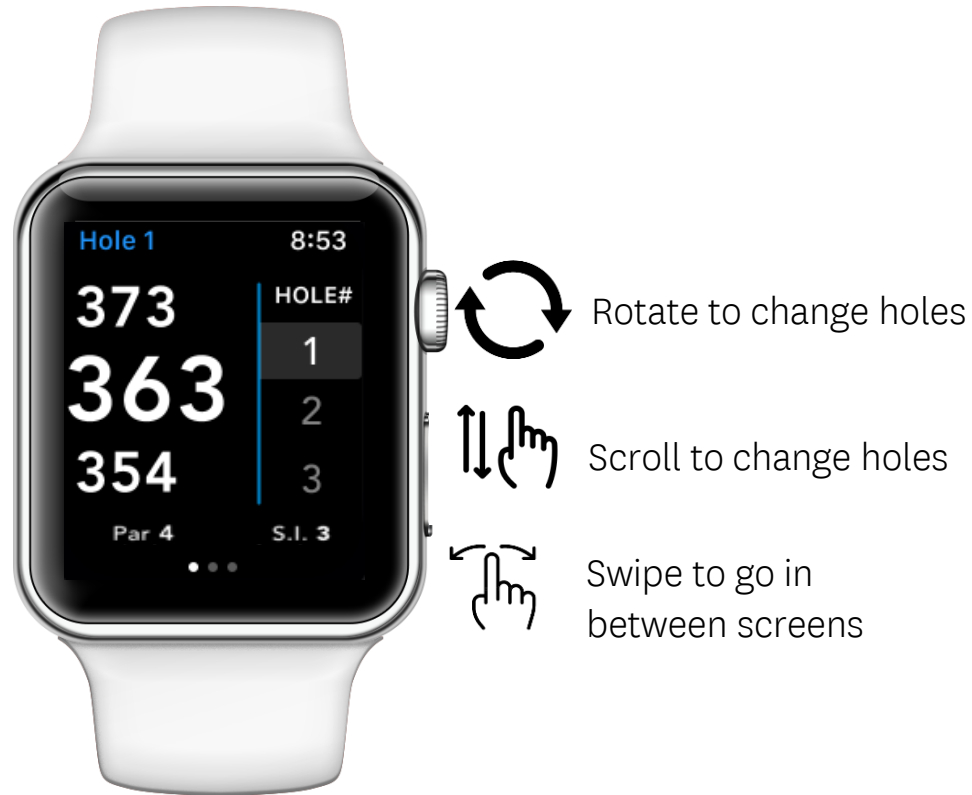 Hole 1 8:53
373
363
354
HOLE#
1
2
3
Par 4 S.I. 3
Rotate to change holes
Scroll to change holes
Swipe to go in
between screens